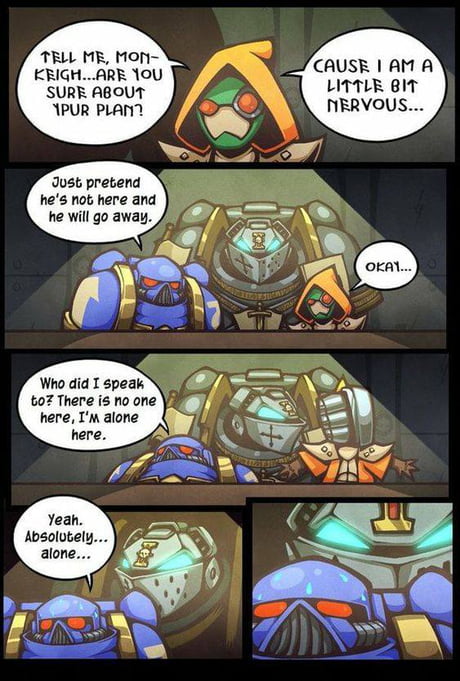 TELL ME, MON-
KEIGH...ARE YOU
SURE ABOUT
YPUR PLAN?
CAUSE I AM A
LITTLE BIT
NERVOUS...
Just pretend
he's not here and
he will go away.
OKAY...
Who did I speak
to? There is no one
here, I'm alone
here.
Yeah.
Absolutely...
alone...